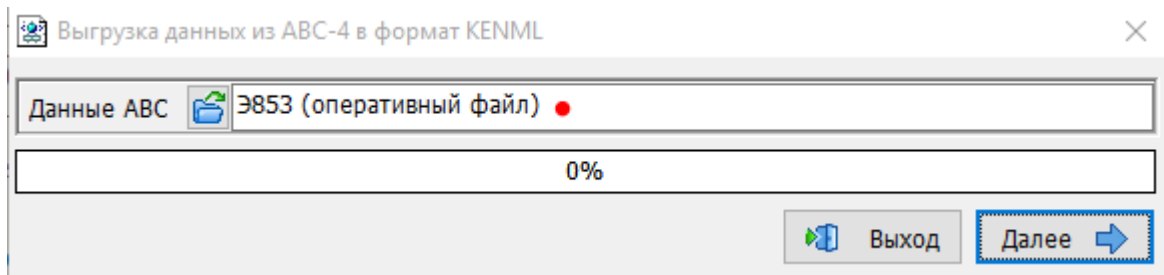 Выгрузка данных из АВС-4 в формат KENML
Данные АВС Э853 (оперативный файл)
0%
Выход Далее